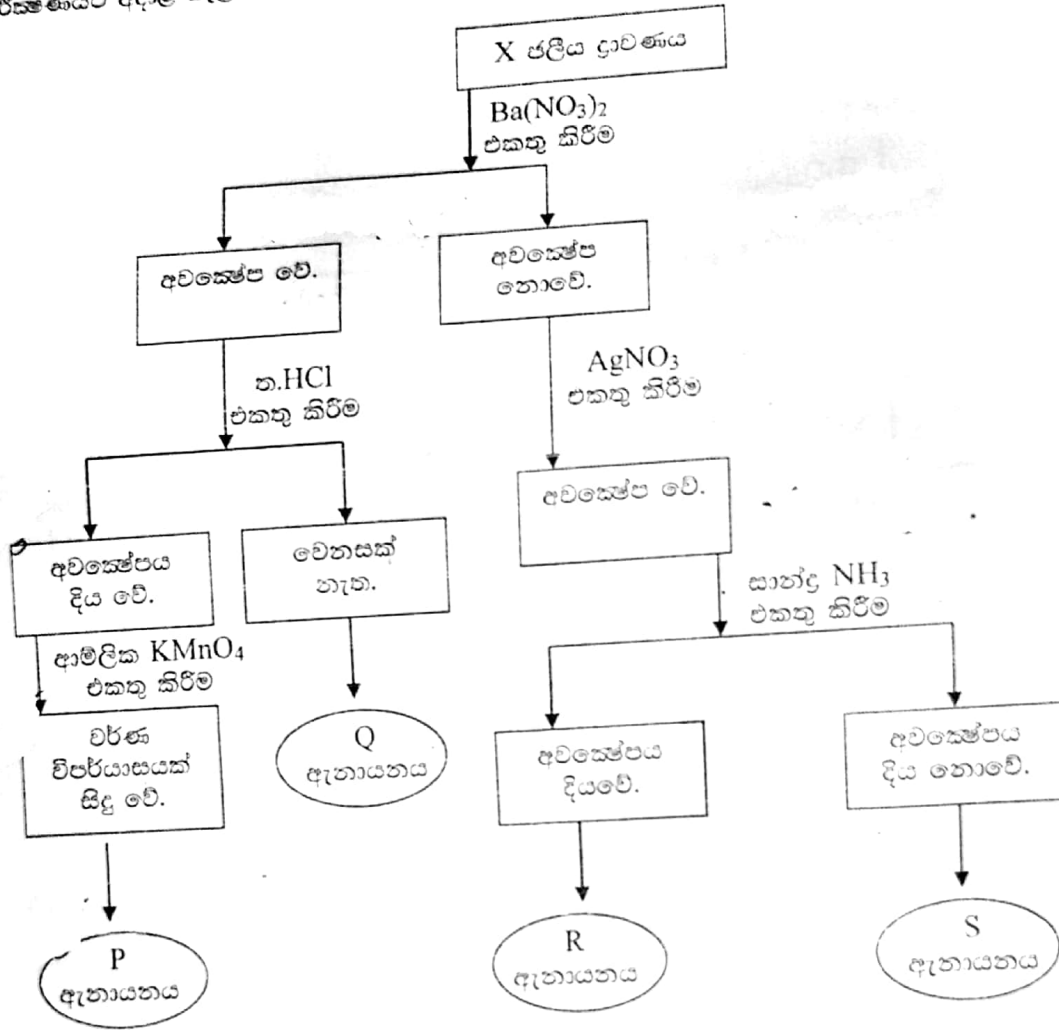 X ජලීය ද්‍රාවණය
Ba(NO₃)₂
එකතු කිරීම
අවක්ෂේප වේ.
අවක්ෂේප
නොවේ.
ත.HCl
එකතු කිරීම
AgNO₃
එකතු කිරීම
අවක්ෂේප වේ.
අවක්ෂේපය
දිය වේ.
වෙනසක්
නැත.
සාන්ද්‍ර NH₃
එකතු කිරීම
ආම්ලික KMnO₄
එකතු කිරීම
වර්ණ
විපර්යාසයක්
සිදු වේ.
Q
ඇනායනය
අවක්ෂේපය
දියවේ.
අවක්ෂේපය
දිය නොවේ.
P
ඇනායනය
R
ඇනායනය
S
ඇනායනය